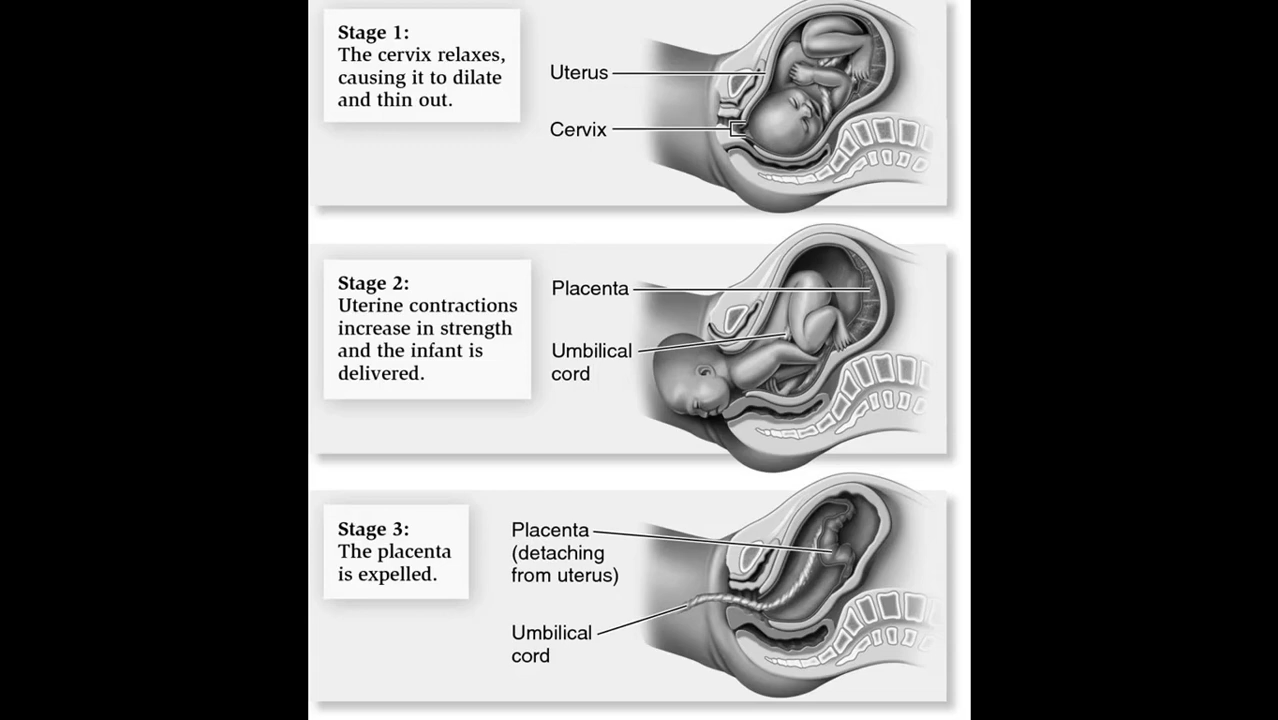 Stage 1:
The cervix relaxes,
causing it to dilate
and thin out.
Uterus
Cervix
Stage 2:
Uterine contractions
increase in strength
and the infant is
delivered.
Placenta
Umbilical
cord
Stage 3:
The placenta
is expelled.
Placenta
(detaching
from uterus)
Umbilical
cord